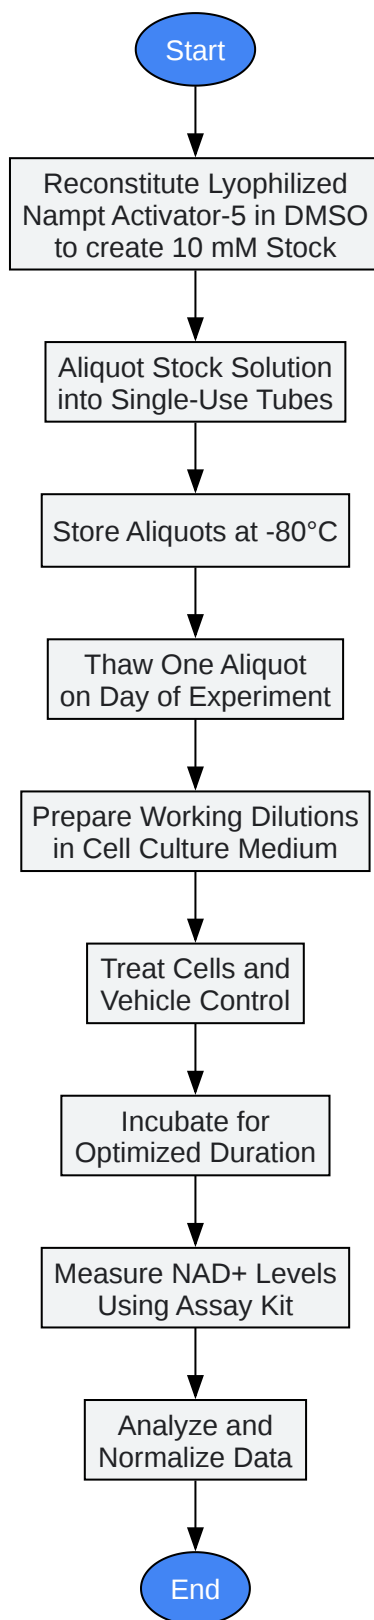 Start
Reconstitute Lyophilized
Nampt Activator-5 in DMSO
to create 10 mM Stock
Aliquot Stock Solution
into Single-Use Tubes
Store Aliquots at -80°C
Thaw One Aliquot
on Day of Experiment
Prepare Working Dilutions
in Cell Culture Medium
Treat Cells and
Vehicle Control
Incubate for
Optimized Duration
Measure NAD+ Levels
Using Assay Kit
Analyze and
Normalize Data
End